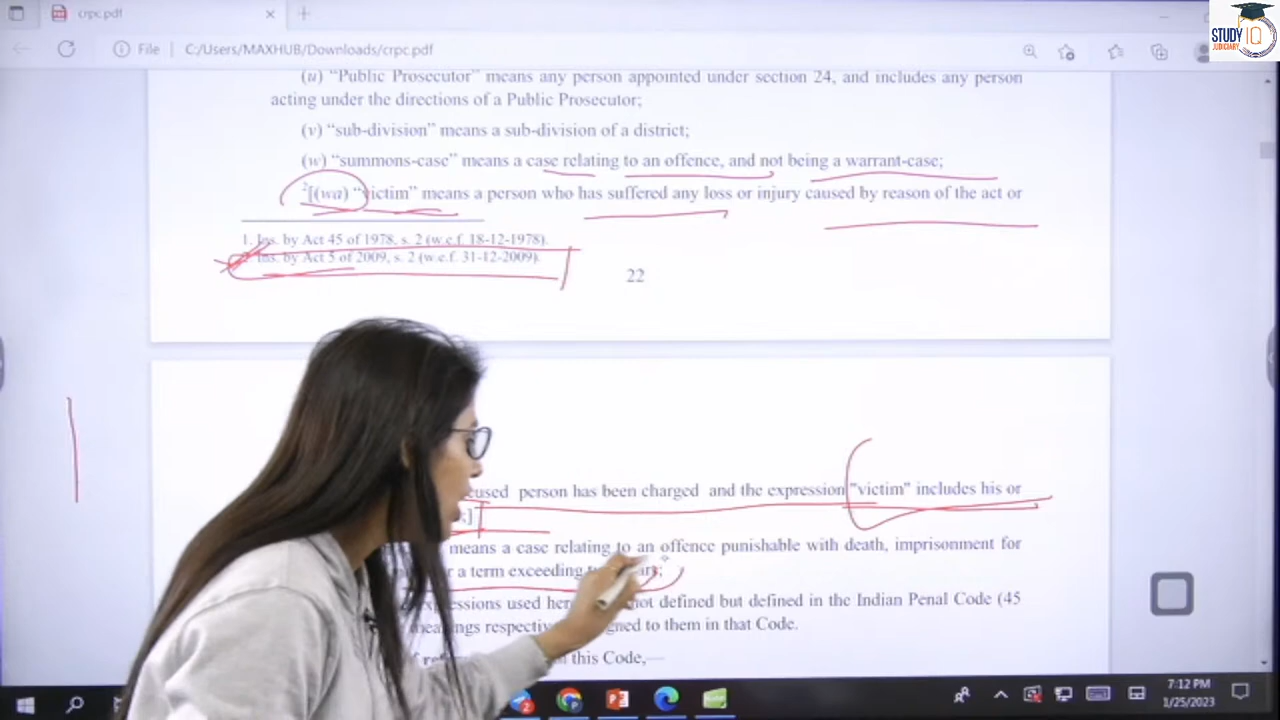 crpc.pdf
STUDY IQ
JUDICIARY
File C:/Users/MAXHUB/Downloads/crpc.pdf
(u) “Public Prosecutor” means any person appointed under section 24, and includes any person
acting under the directions of a Public Prosecutor;
(v) “sub-division” means a sub-division of a district;
(w) “summons-case” means a case relating to an offence, and not being a warrant-case;
2[(wa) “victim” means a person who has suffered any loss or injury caused by reason of the act or
1. Ins. by Act 45 of 1978, s. 2 (w.e.f. 18-12-1978).
Ins. by Act 5 of 2009, s. 2 (w.e.f. 31-12-2009).
22
cused person has been charged and the expression "victim" includes his or
;]
means a case relating to an offence punishable with death, imprisonment for
r a term exceeding
used not defined but defined in the Indian Penal Code (45
respective to them in that Code.
this Code,—
7:12 PM
1/25/2023